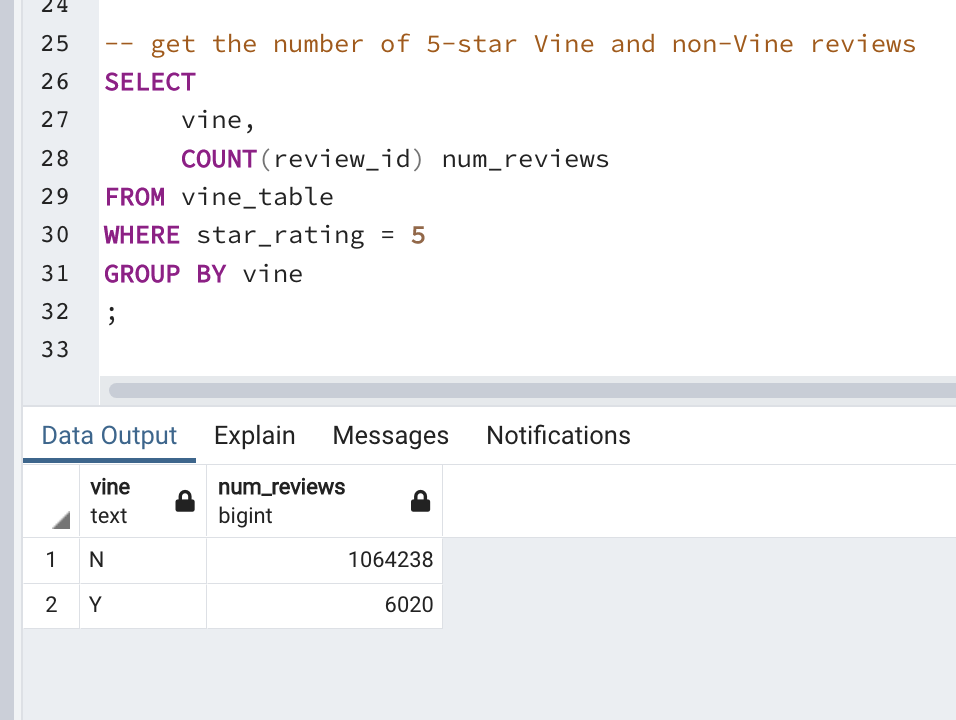 24
25 -- get the number of 5-star Vine and non-Vine reviews
26 SELECT
27 vine,
28 COUNT(review_id) num_reviews
29 FROM vine_table
30 WHERE star_rating = 5
31 GROUP BY vine
32 ;
33
Data Output Explain Messages Notifications
vine num_reviews
text bigint
1 N 1064238
2 Y 6020